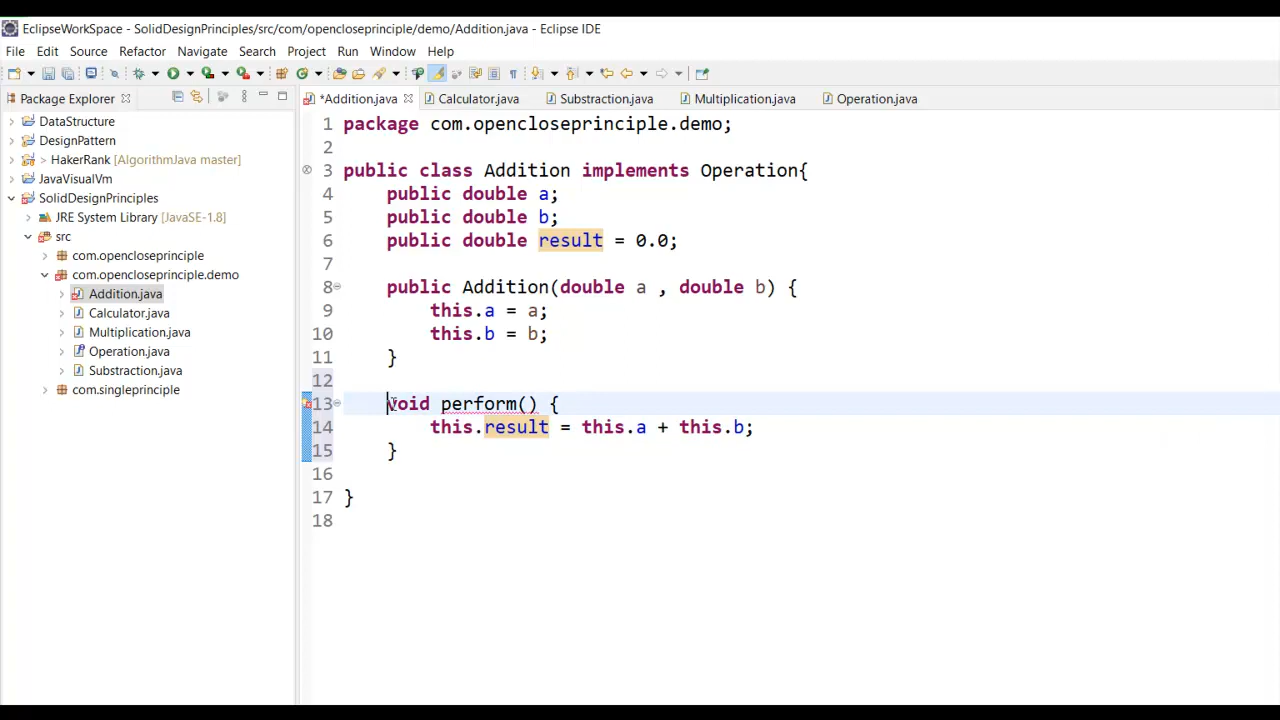 EclipseWorkSpace - SolidDesignPrinciples/src/com/opencloseprinciple/demo/Addition.java - Eclipse IDE
File Edit Source Refactor Navigate Search Project Run Window Help
Package Explorer
*Addition.java Calculator.java Substraction.java Multiplication.java Operation.java
DataStructure
DesignPattern
> HakerRank [AlgorithmJava master]
JavaVisualVm
SolidDesignPrinciples
JRE System Library [JavaSE-1.8]
src
com.opencloseprinciple
com.opencloseprinciple.demo
Addition.java
Calculator.java
Multiplication.java
Operation.java
Substraction.java
com.singleprinciple
1 package com.opencloseprinciple.demo;
2
3 public class Addition implements Operation{
4 public double a;
5 public double b;
6 public double result = 0.0;
7
8 public Addition(double a , double b) {
9 this.a = a;
10 this.b = b;
11 }
12
13 void perform() {
14 this.result = this.a + this.b;
15 }
16
17 }
18